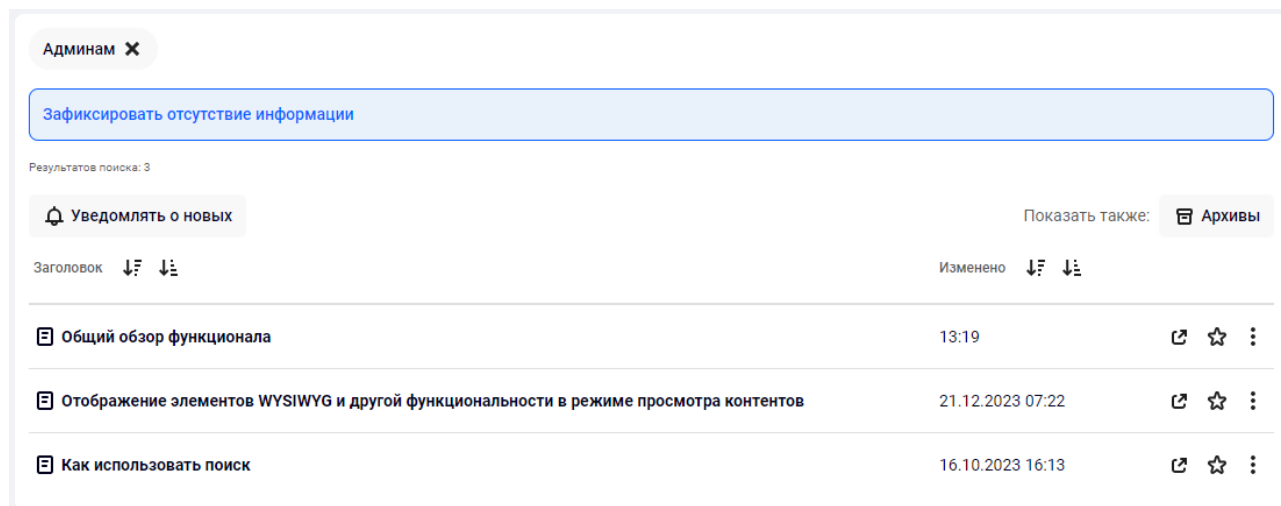 Админам
Зафиксировать отсутствие информации
Результатов поиска: 3
Уведомлять о новых Показать также: Архивы
Заголовок Изменено
Общий обзор функционала 13:19
Отображение элементов WYSIWYG и другой функциональности в режиме просмотра контентов 21.12.2023 07:22
Как использовать поиск 16.10.2023 16:13